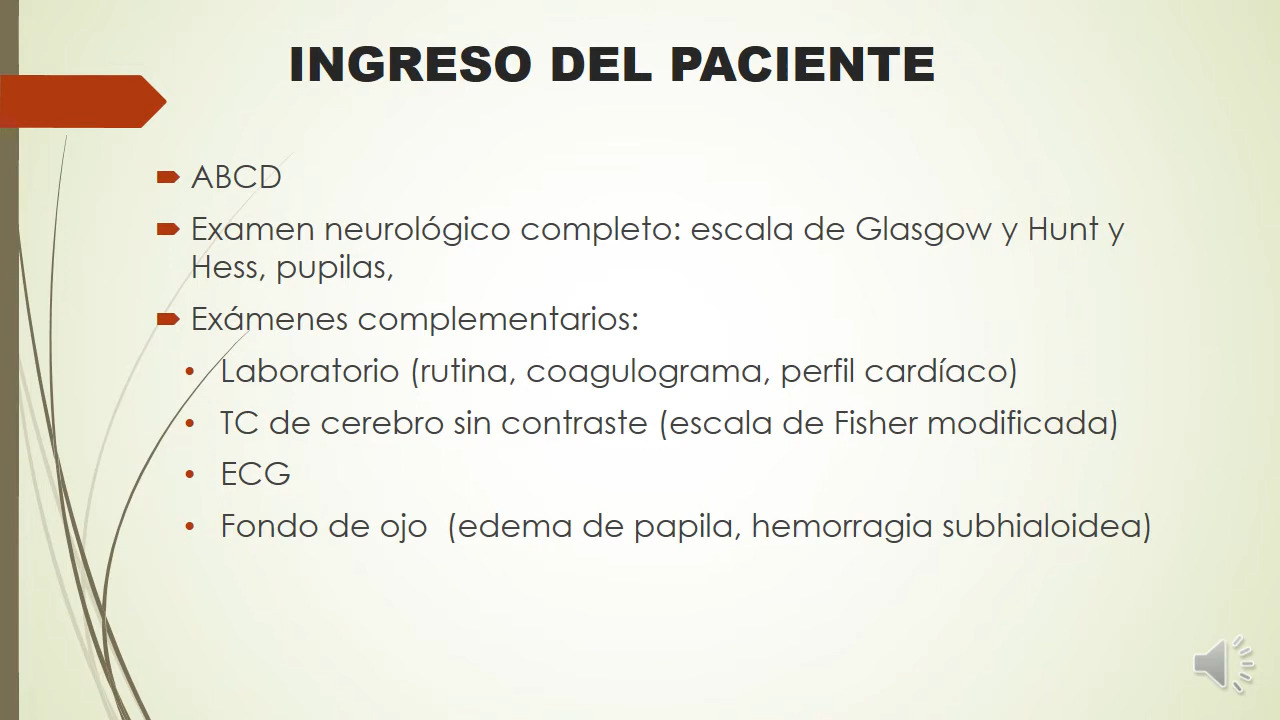 INGRESO DEL PACIENTE
ABCD
Examen neurológico completo: escala de Glasgow y Hunt y
Hess, pupilas,
Exámenes complementarios:
• Laboratorio (rutina, coagulograma, perfil cardíaco)
• TC de cerebro sin contraste (escala de Fisher modificada)
• ECG
• Fondo de ojo  (edema de papila, hemorragia subhialoidea)